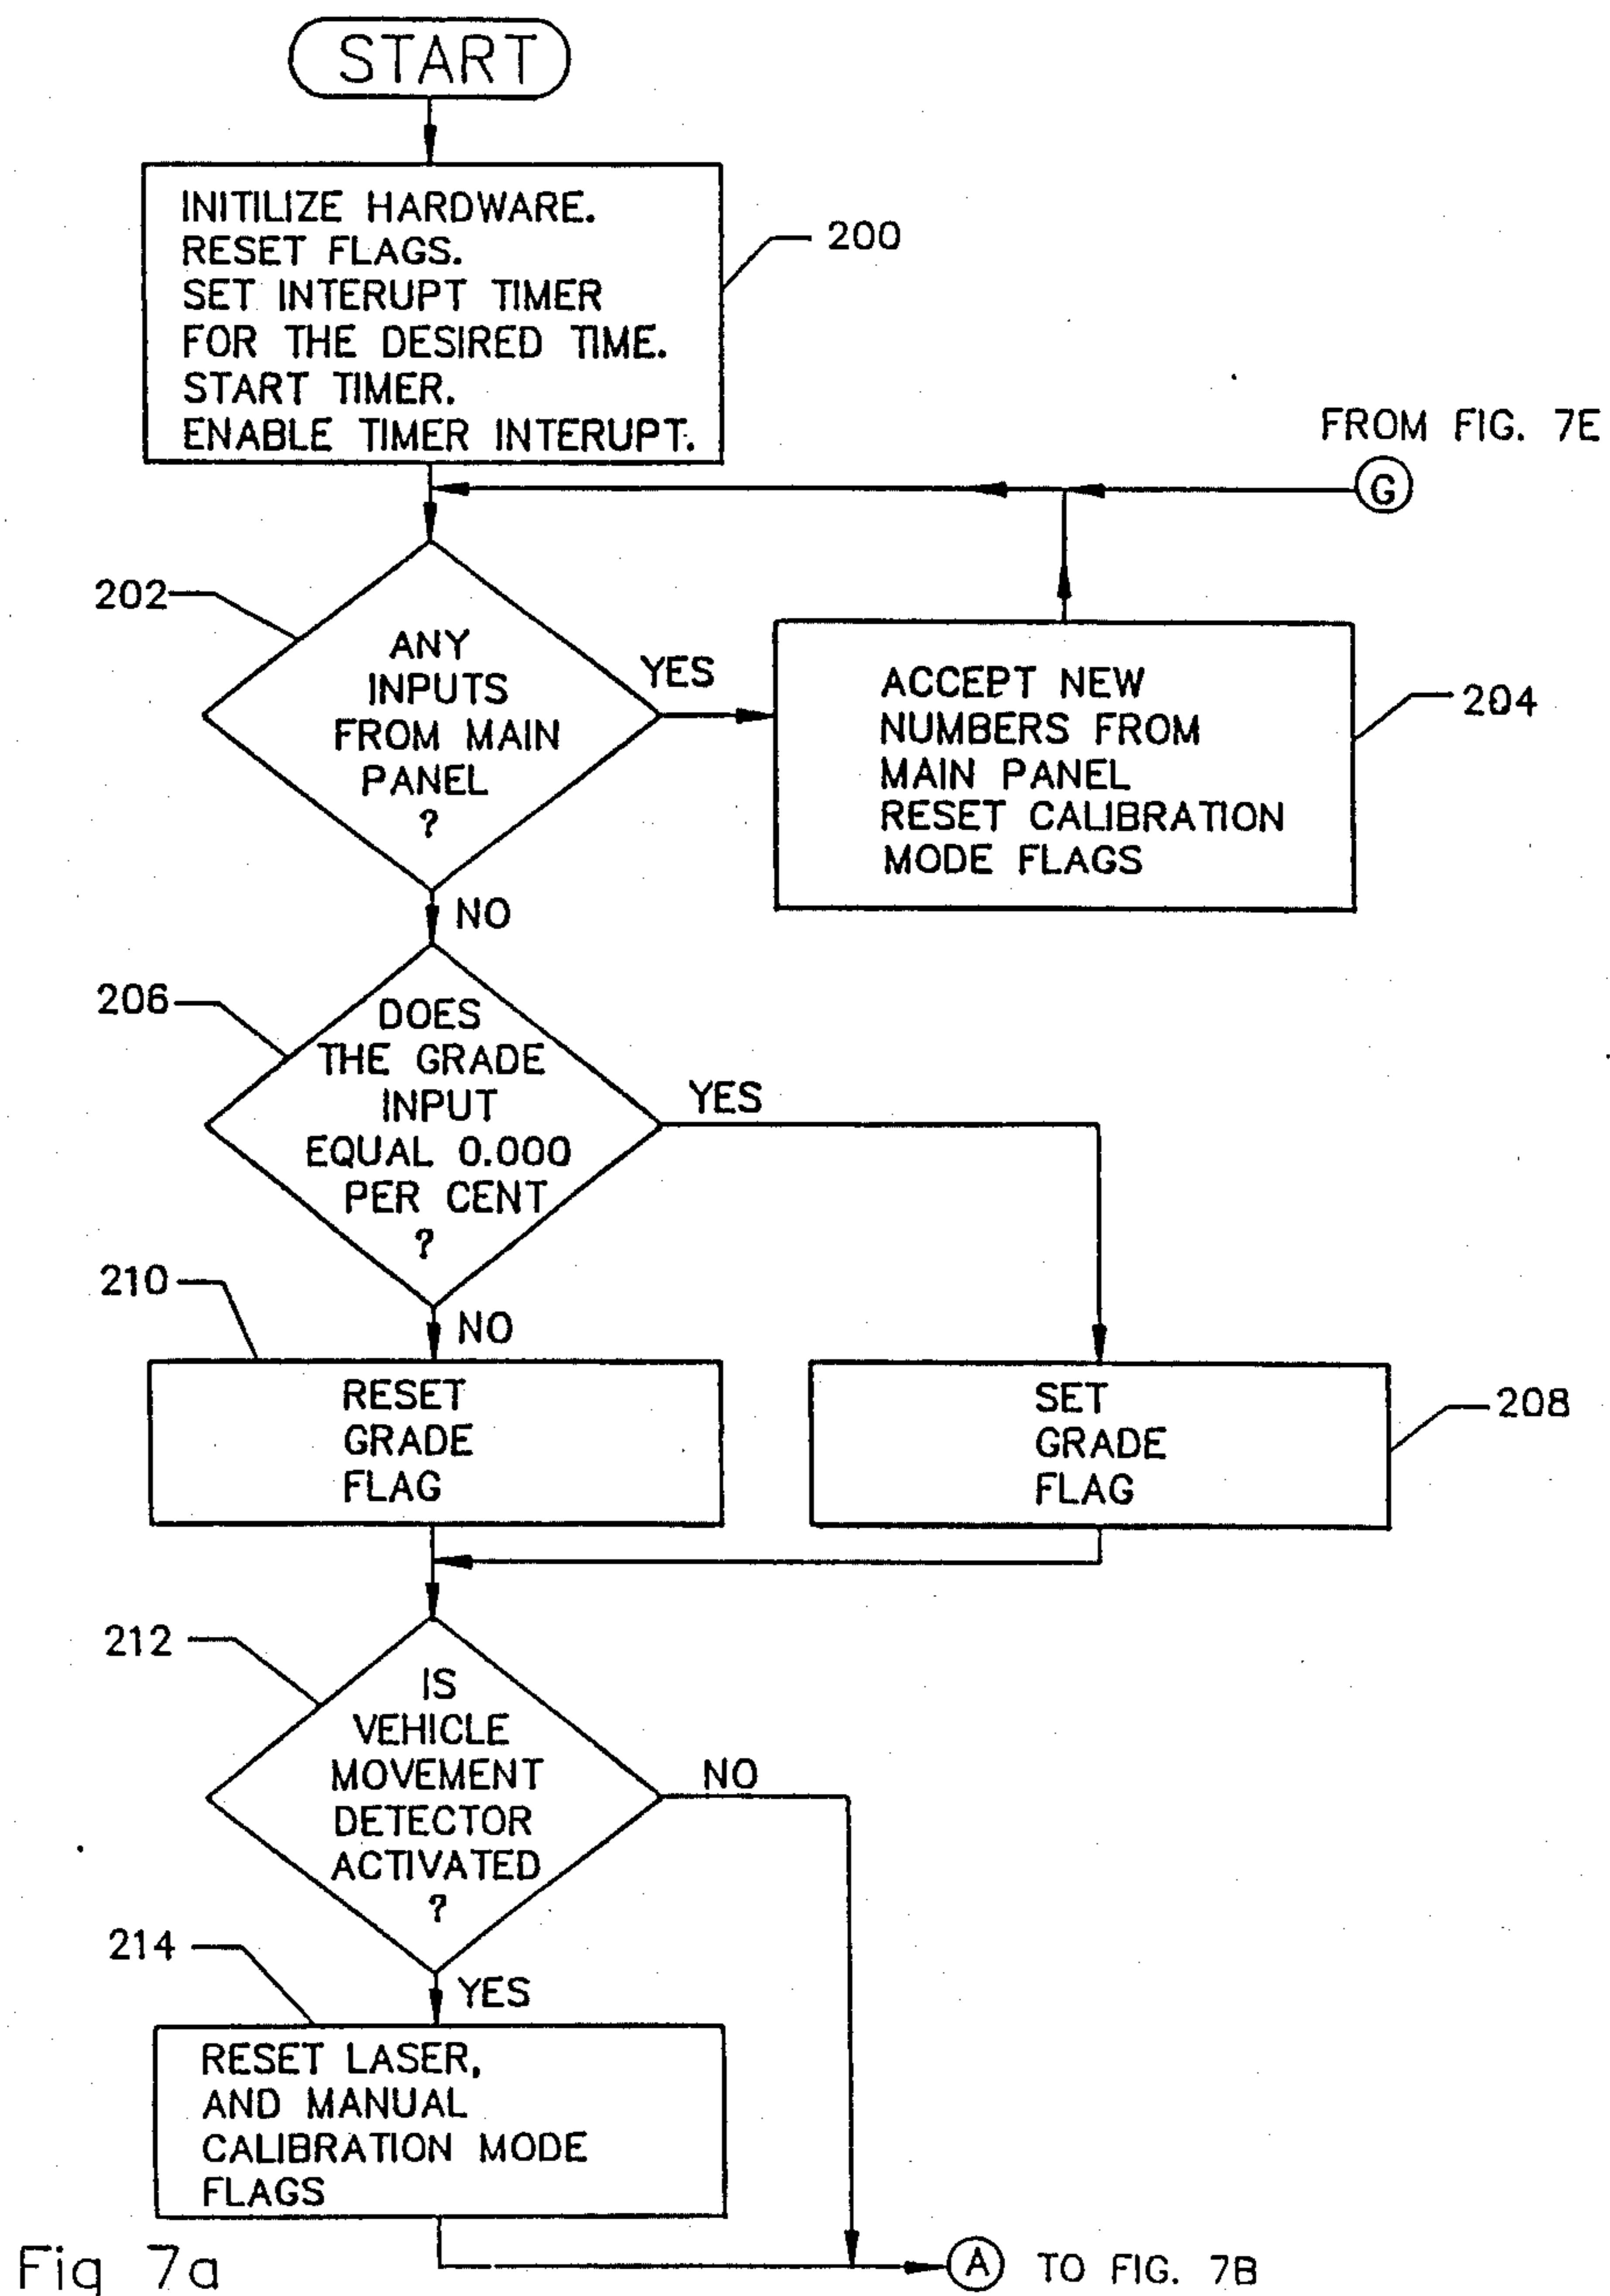 START
INITILIZE HARDWARE.
RESET FLAGS.
SET INTERUPT TIMER
FOR THE DESIRED TIME.
START TIMER.
ENABLE TIMER INTERUPT.
200
FROM FIG. 7E
G
202
ANY
INPUTS
FROM MAIN
PANEL
?
YES
ACCEPT NEW
NUMBERS FROM
MAIN PANEL
RESET CALIBRATION
MODE FLAGS
204
NO
206
DOES
THE GRADE
INPUT
EQUAL 0.000
PER CENT
?
YES
210
NO
RESET
GRADE
FLAG
SET
GRADE
FLAG
208
212
IS
VEHICLE
MOVEMENT
DETECTOR
ACTIVATED
?
NO
214
YES
RESET LASER,
AND MANUAL
CALIBRATION MODE
FLAGS
Fig 7a
A
TO FIG. 7B